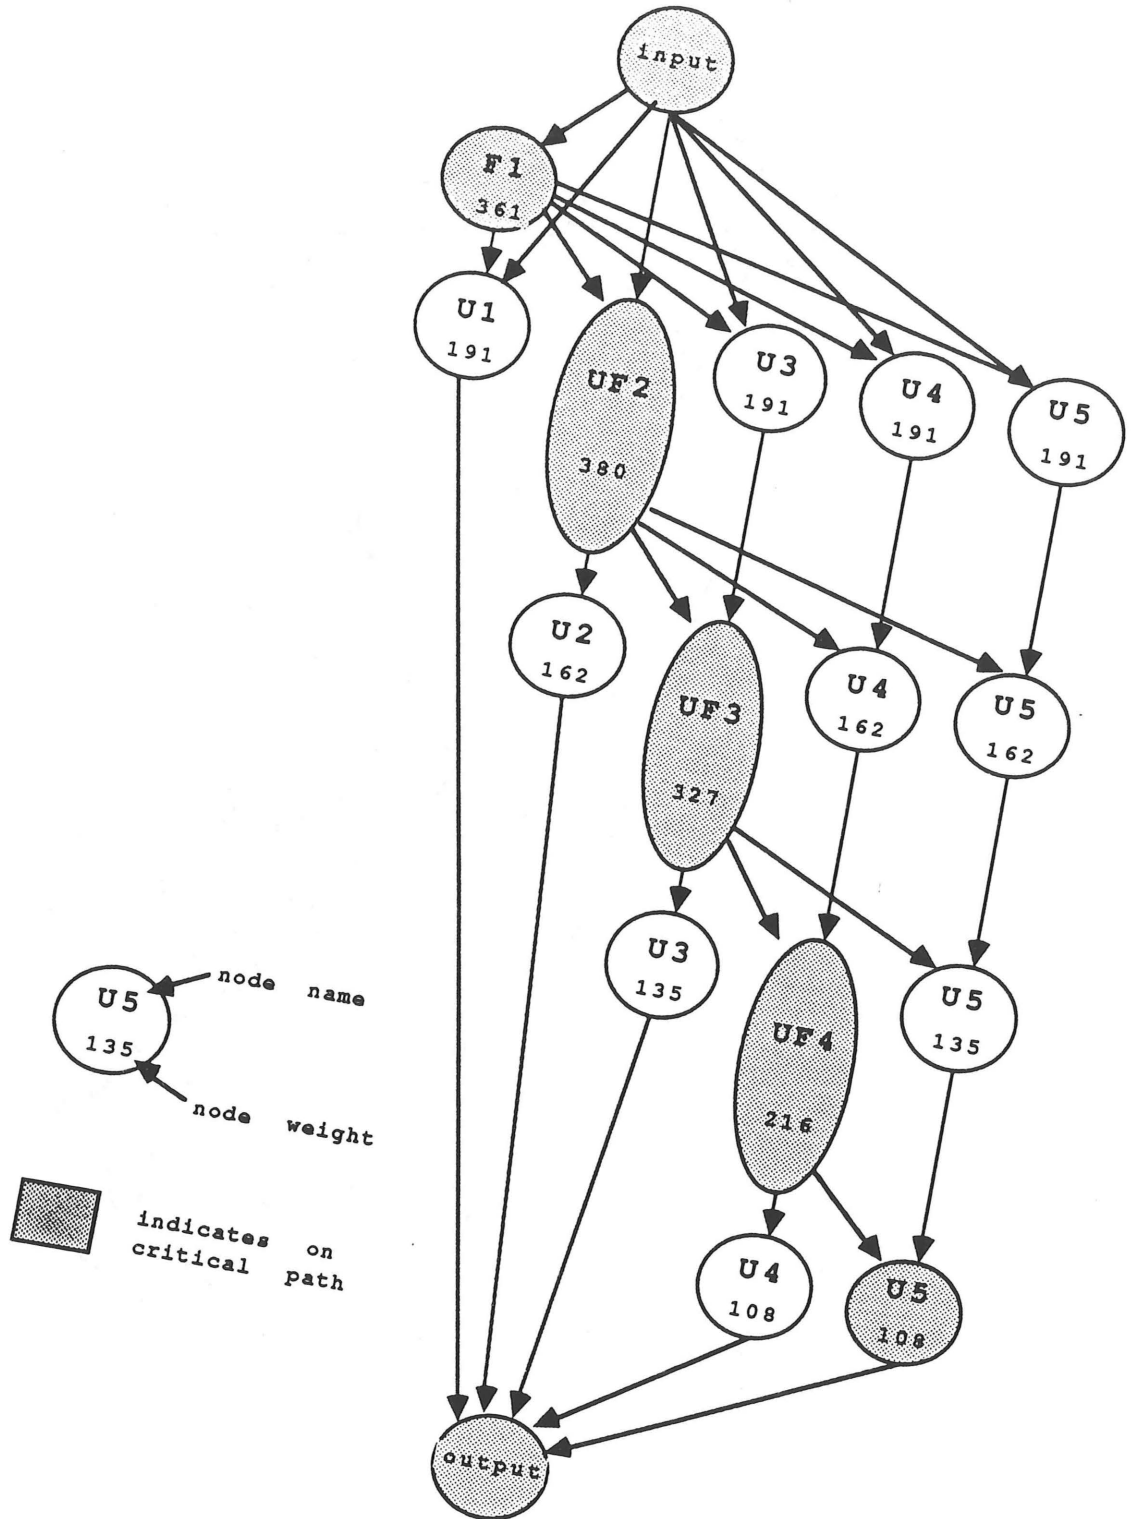 input
F1
361
U1
191
UF2
380
U3
191
U4
191
U5
191
U2
162
UF3
327
U4
162
U5
162
U3
135
UF4
216
U5
135
U4
108
U5
108
output
U5
135
node name
node weight
indicates on
critical path